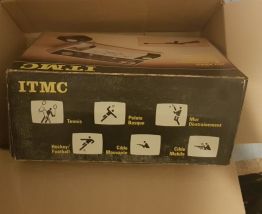 ITMC
ITMC
Tennis
Pelote
Basque
Mur
D'entrainement
Hockey/
Football
Cible
Mouvante
Cible
Mobile